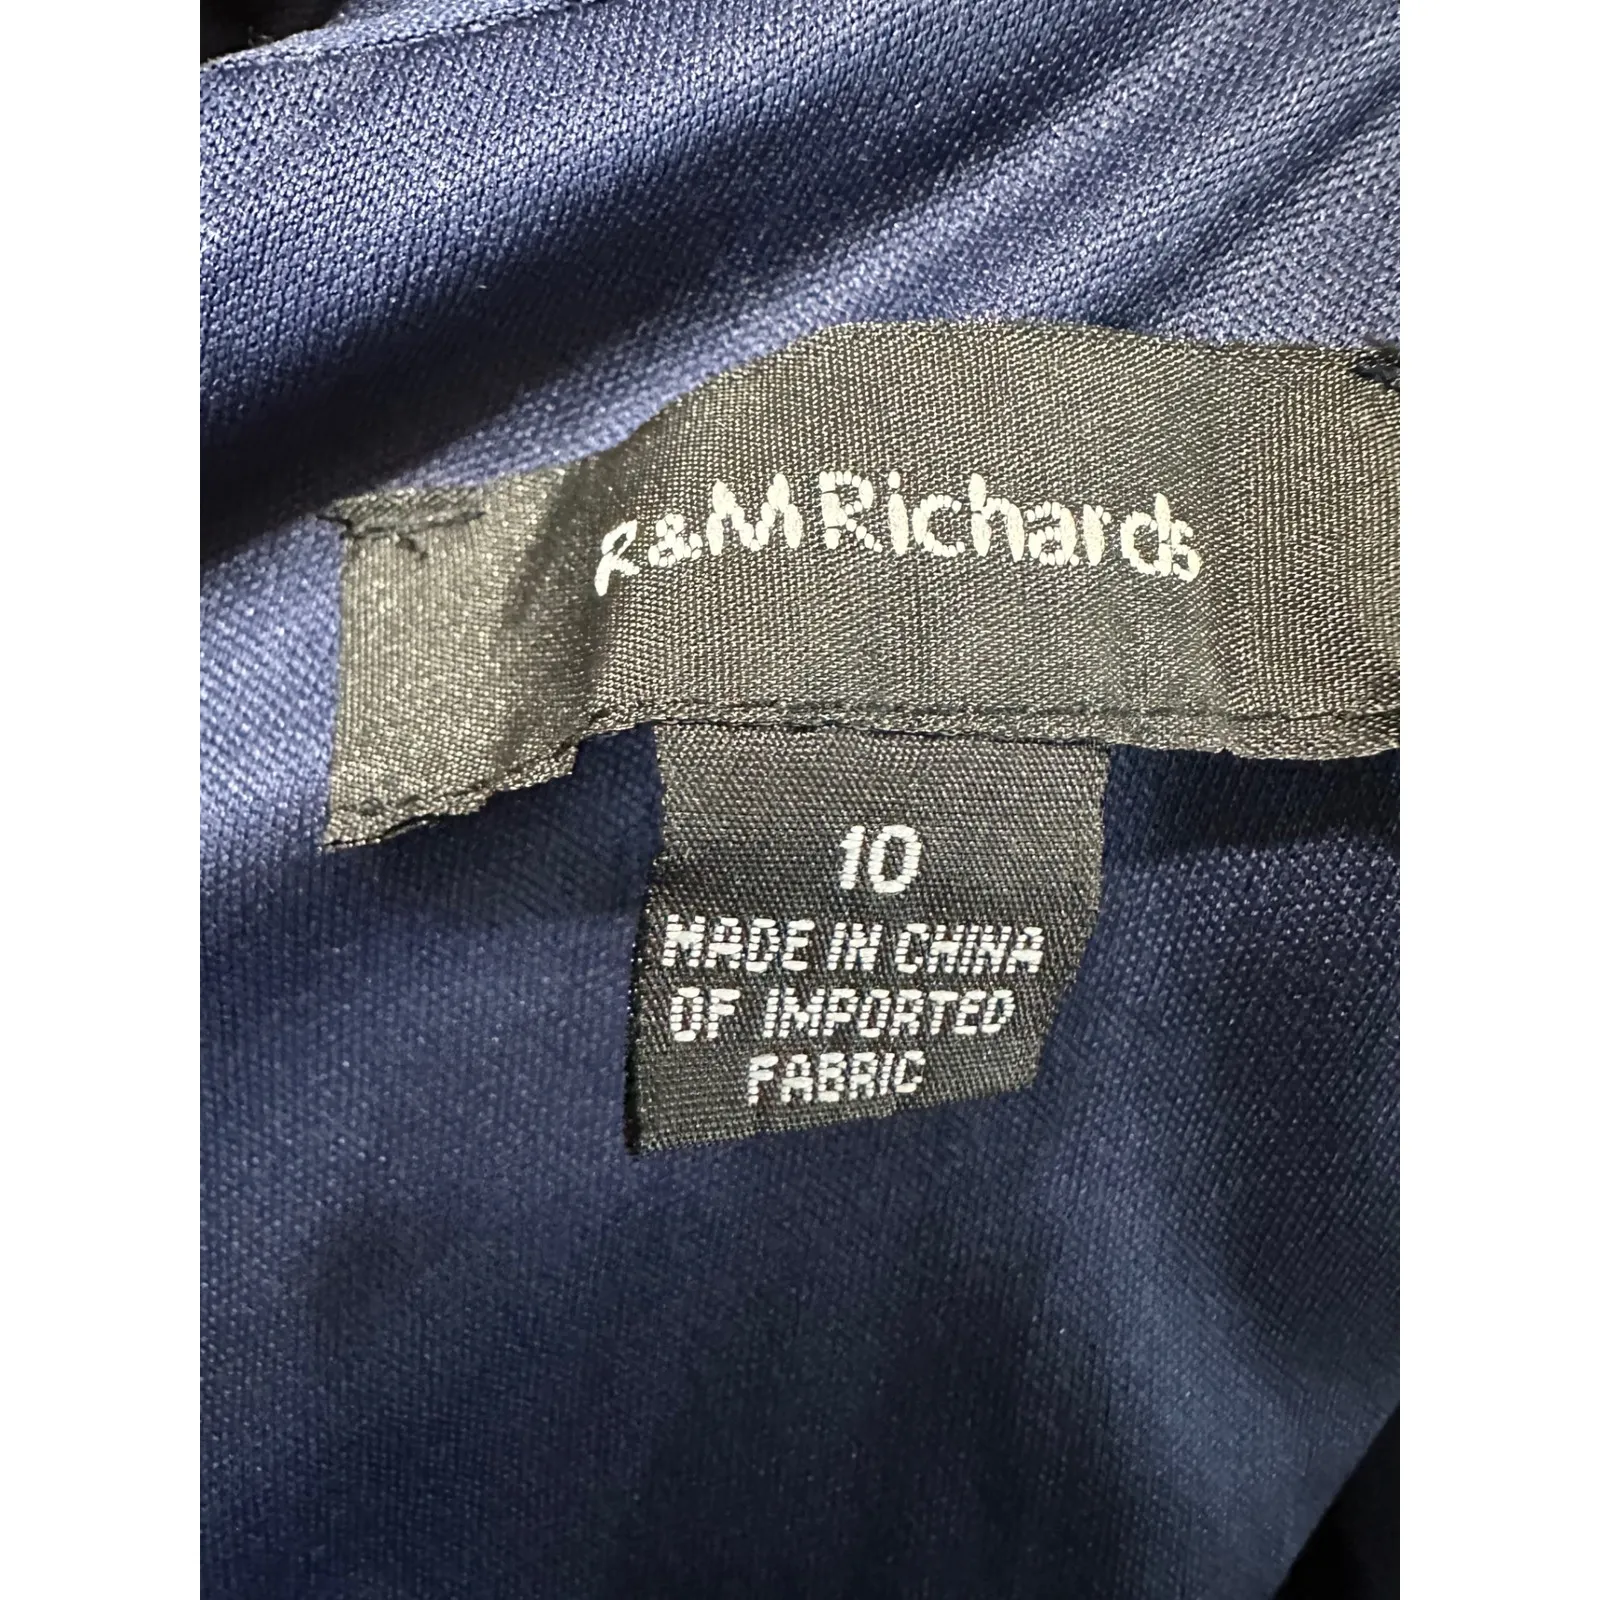 R&M Richards
10
MADE IN CHINA
OF IMPORTED
FABRIC